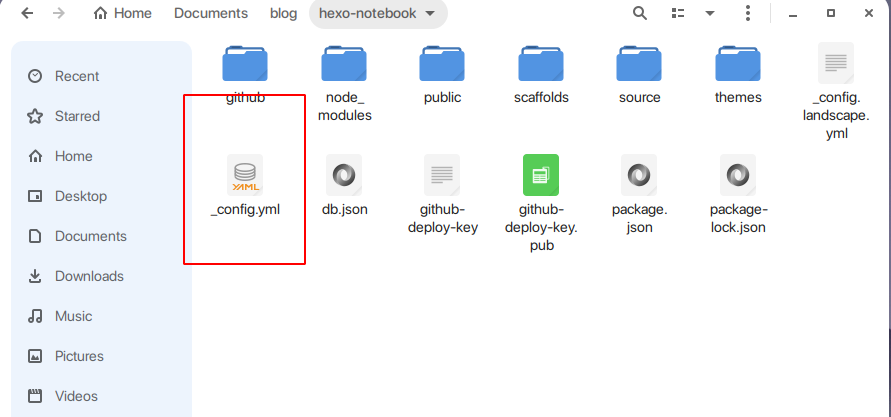 Home Documents blog hexo-notebook
Recent
Starred
Home
Desktop
Documents
Downloads
Music
Pictures
Videos
github
node_
modules
public
scaffolds
source
themes
_config.
landscape.
yml
YAML
_config.yml
db.json
github-
deploy-key
github-
deploy-key.
pub
package.
json
package-
lock.json